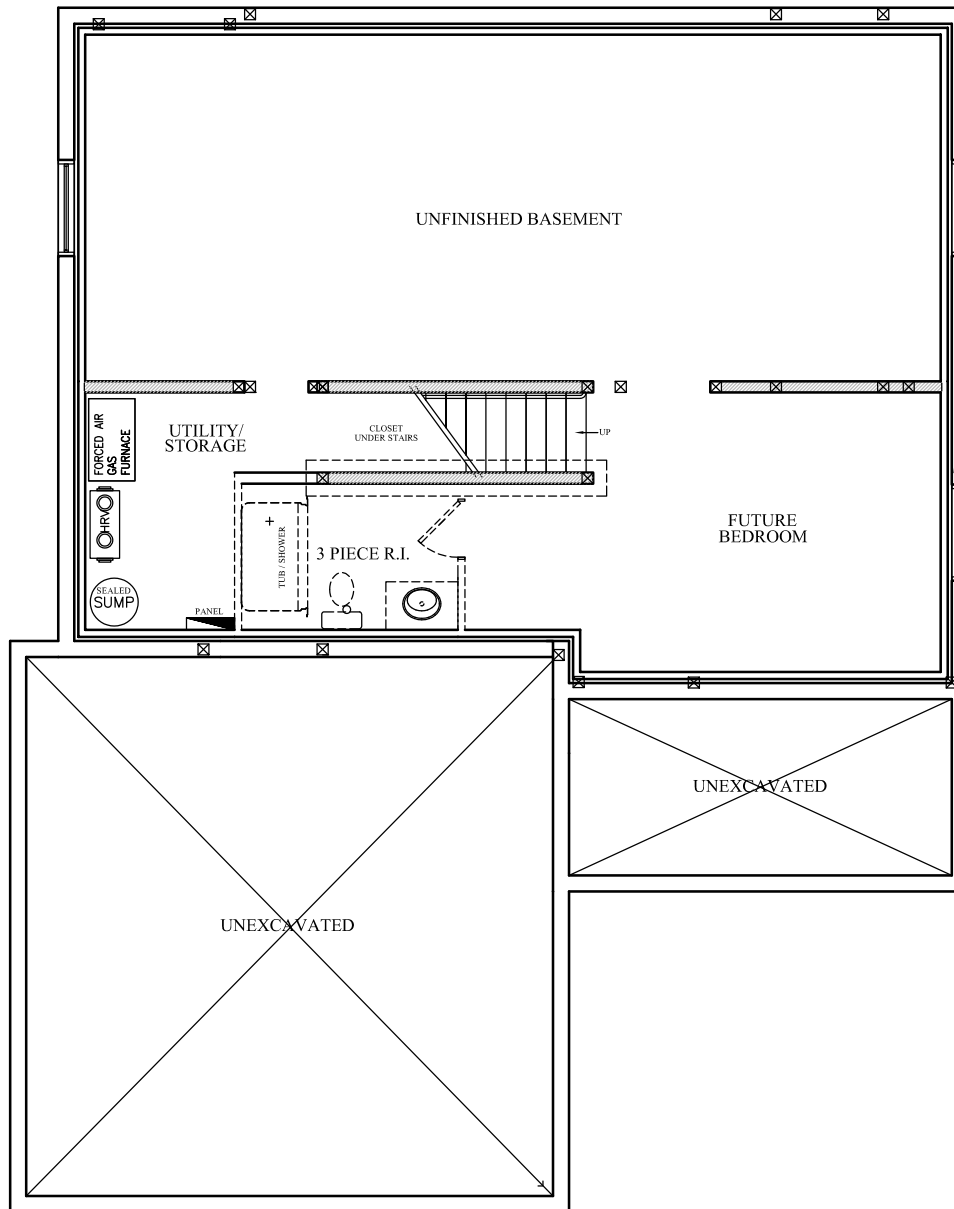 UNFINISHED BASEMENT
FORCED AIR
GAS
FURNACE
UTILITY/
STORAGE
CLOSET
UNDER STAIRS
UP
HRV
TUB / SHOWER
3 PIECE R.I.
FUTURE
BEDROOM
SEALED
SUMP
PANEL
UNEXCAVATED
UNEXCAVATED